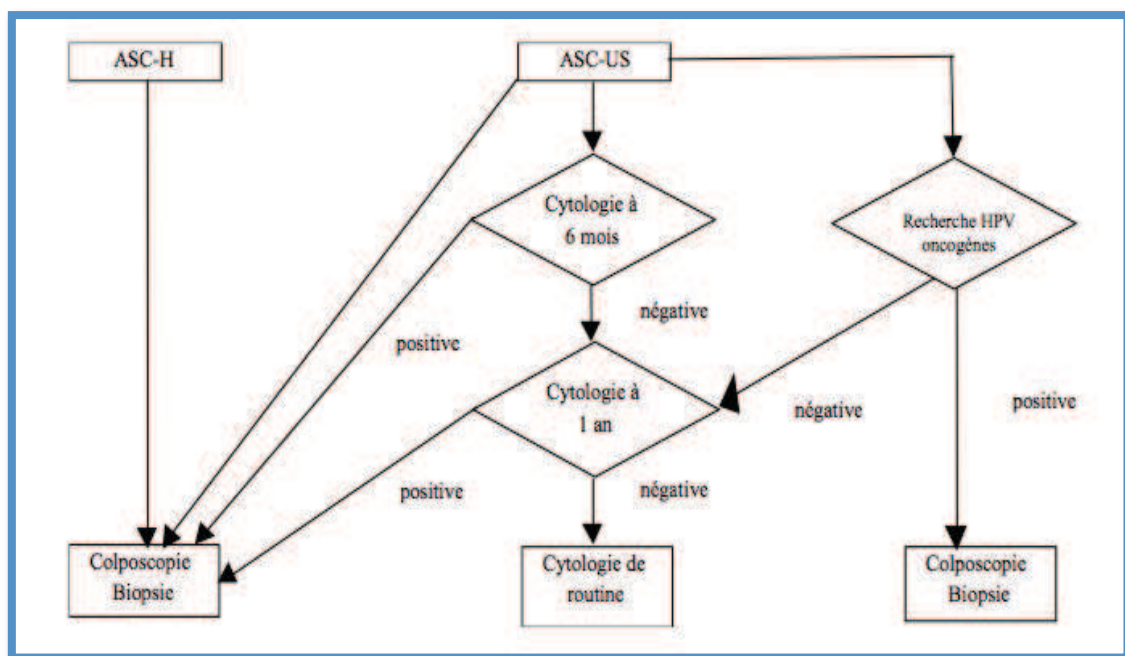 ASC-H
ASC-US
Cytologie à
6 mois
Recherche HPV
oncogènes
négative
positive
Cytologie à
1 an
négative
positive
positive
négative
Colposcopie
Biopsie
Cytologie de
routine
Colposcopie
Biopsie